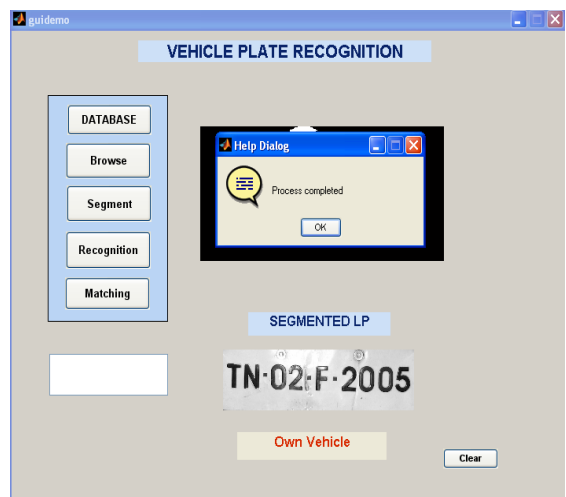 guidemo
VEHICLE PLATE RECOGNITION
DATABASE
Browse
Segment
Recognition
Matching
Help Dialog
Process completed
OK
SEGMENTED LP
TN·02·F·2005
Own Vehicle
Clear